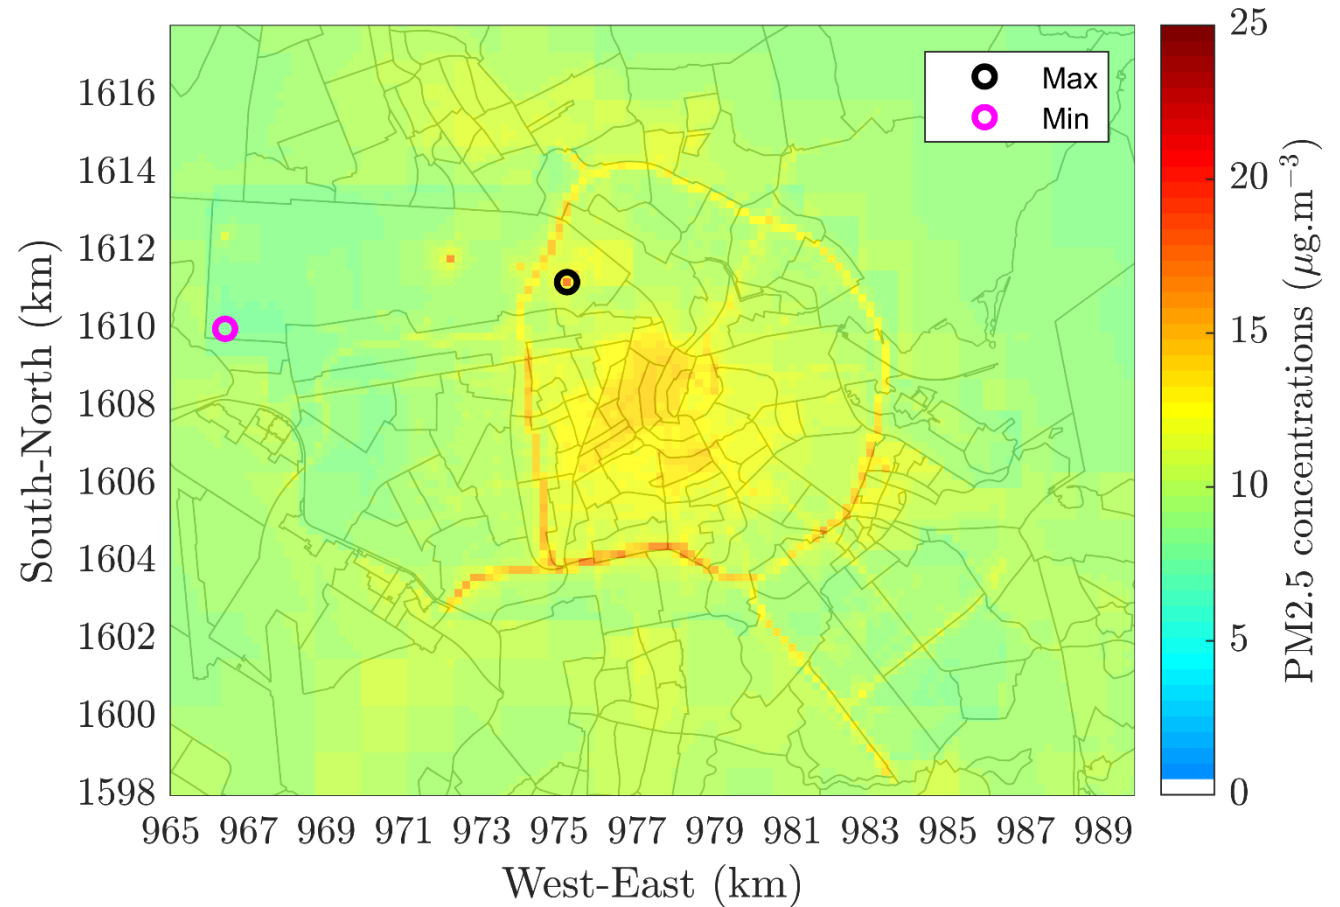 Max
Min
1616
1614
1612
1610
1608
1606
1604
1602
1600
1598
South-North (km)
965 967 969 971 973 975 977 979 981 983 985 987 989
West-East (km)
25
20
15
10
5
0
PM2.5 concentrations (μg.m⁻³)